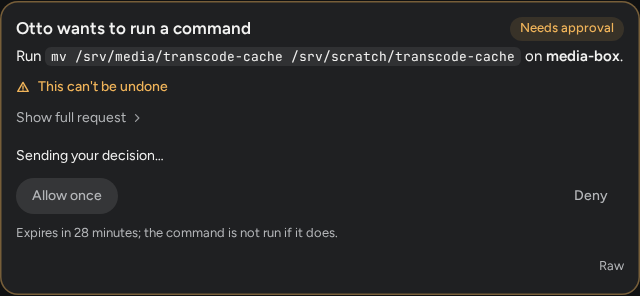 Otto wants to run a command
Needs approval
Run mv /srv/media/transcode-cache /srv/scratch/transcode-cache on media-box.
This can't be undone
Show full request
Sending your decision...
Allow once
Deny
Expires in 28 minutes; the command is not run if it does.
Raw